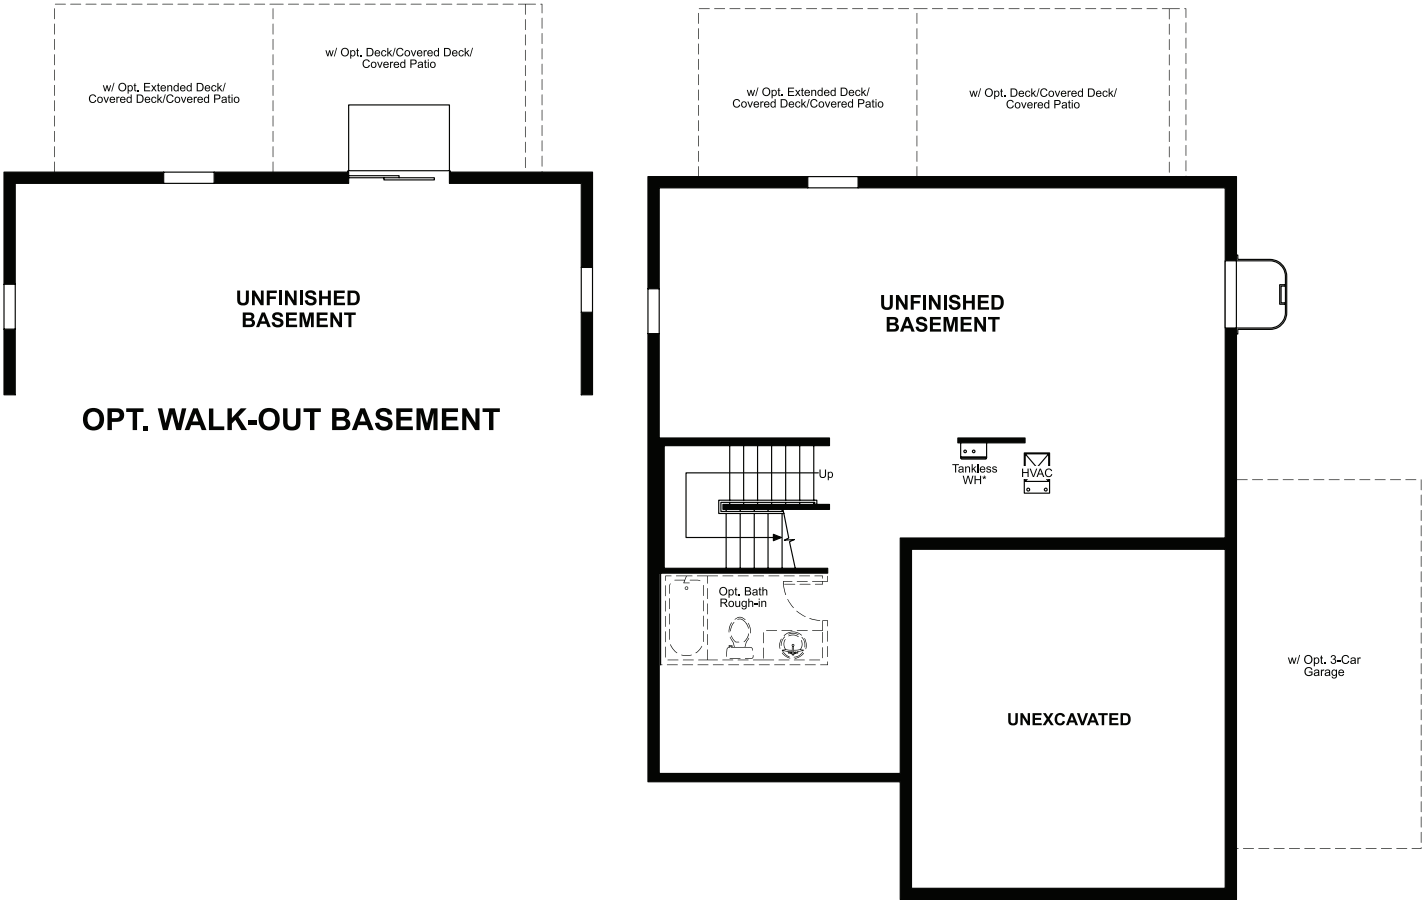 w/ Opt. Extended Deck/
Covered Deck/Covered Patio
w/ Opt. Deck/Covered Deck/
Covered Patio
UNFINISHED
BASEMENT
OPT. WALK-OUT BASEMENT
w/ Opt. Extended Deck/
Covered Deck/Covered Patio
w/ Opt. Deck/Covered Deck/
Covered Patio
UNFINISHED
BASEMENT
Up
Tankless
WH*
HVAC
Opt. Bath
Rough-in
UNEXCAVATED
w/ Opt. 3-Car
Garage